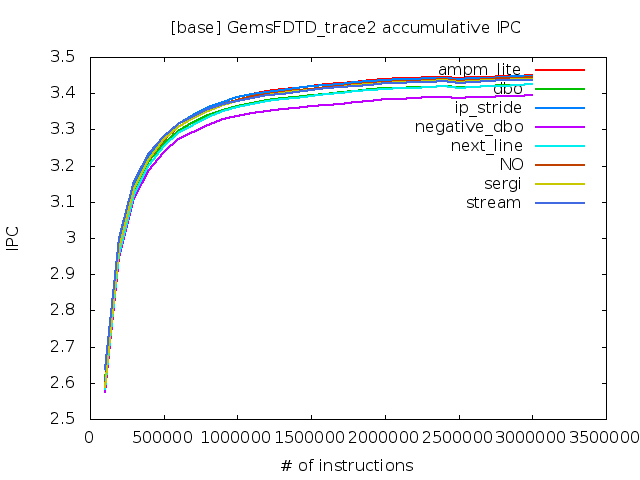 [base] GemsFDTD_trace2 accumulative IPC
3.5
3.4
3.3
3.2
3.1
3
2.9
2.8
2.7
2.6
2.5
IPC
ampm_lite
dbo
ip_stride
negative_dbo
next_line
NO
sergi
stream
0 500000 1000000 1500000 2000000 2500000 3000000 3500000
# of instructions